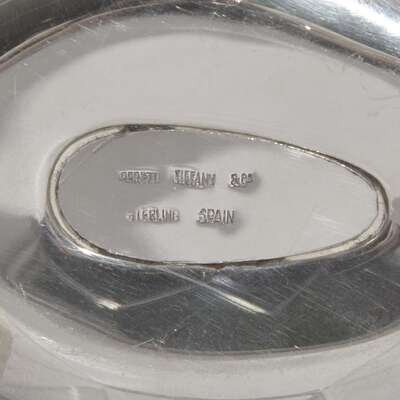 PERETTI TIFFANY & Co
STERLING SPAIN